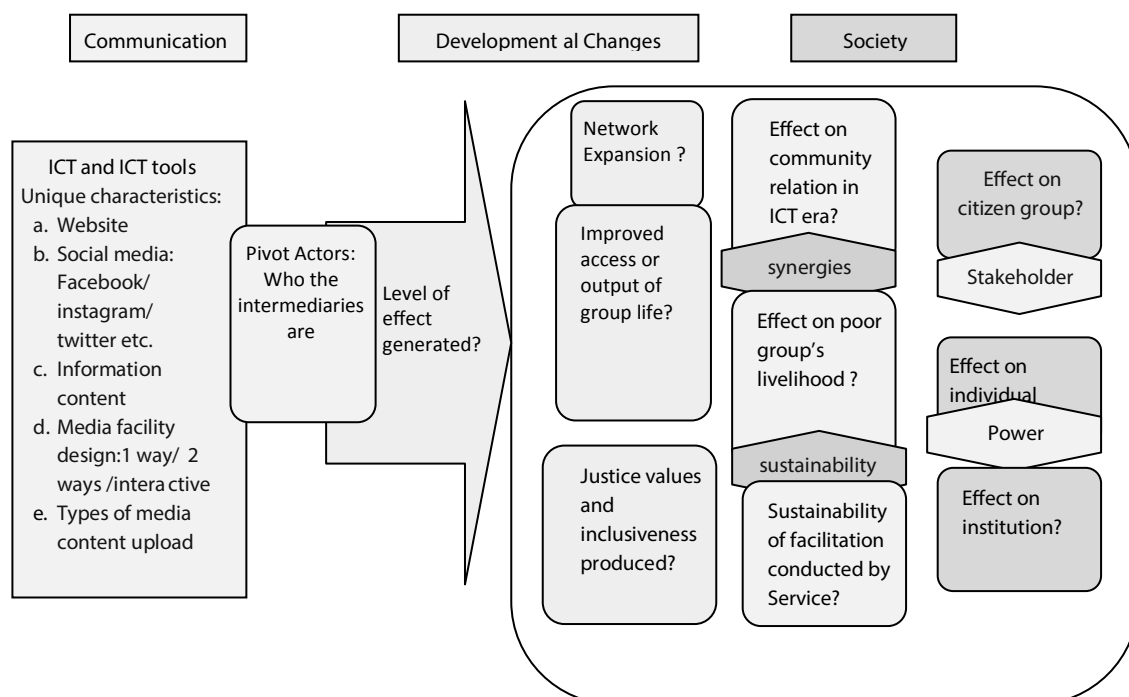 Communication
Development al Changes
Society
ICT and ICT tools
Unique characteristics:
a. Website
b. Social media:
Facebook/
instagram/
twitter etc.
c. Information
content
d. Media facility
design:1 way/ 2
ways /intera ctive
e. Types of media
content upload
Pivot Actors:
Who the
intermediaries
are
Level of
effect
generated?
Network
Expansion ?
Improved
access or
output of
group life?
Justice values
and
inclusiveness
produced?
Effect on
community
relation in
ICT era?
synergies
Effect on poor
group's
livelihood ?
sustainability
Sustainability
of facilitation
conducted by
Service?
Effect on
citizen group?
Stakeholder
Effect on
individual
Power
Effect on
institution?